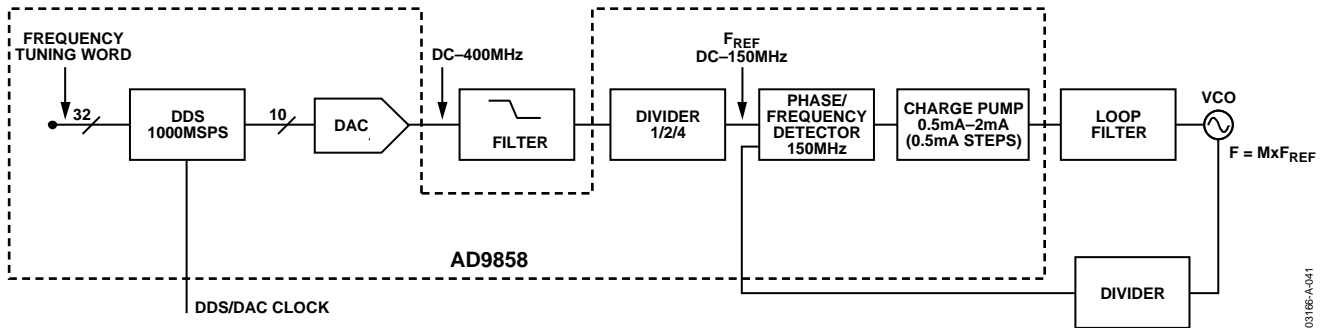 FREQUENCY
TUNING WORD
32
DDS
1000MSPS
10
DAC
DC–400MHz
FILTER
DIVIDER
1/2/4
FREF
DC–150MHz
PHASE/
FREQUENCY
DETECTOR
150MHz
CHARGE PUMP
0.5mA–2mA
(0.5mA STEPS)
LOOP
FILTER
VCO
F = MxFREF
AD9858
DDS/DAC CLOCK
DIVIDER
03166-A-041